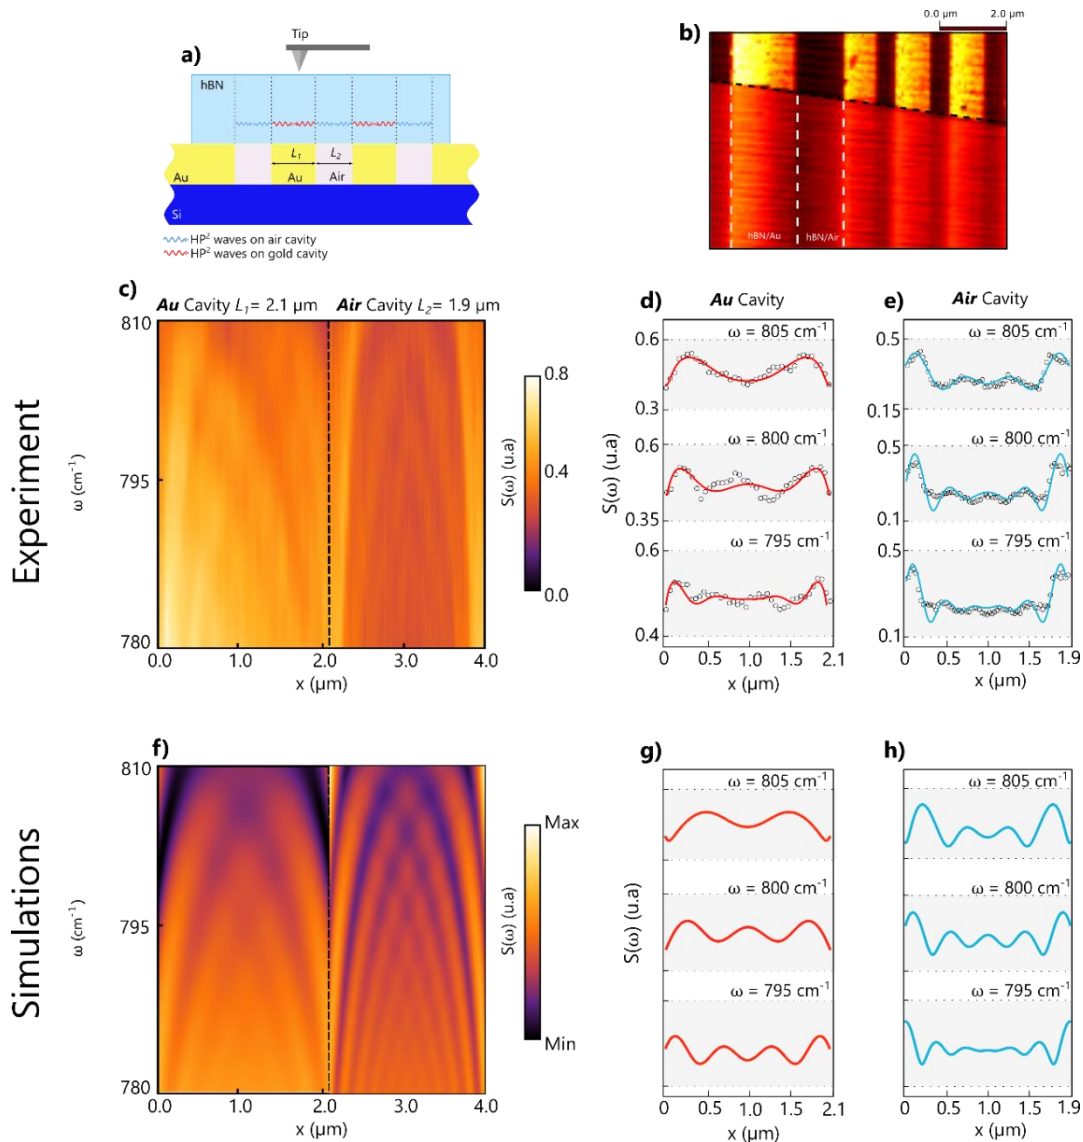 a)
Tip
hBN
L₁
L₂
Au
Au
Air
Si
HP² waves on air cavity
HP² waves on gold cavity
b)
0.0 µm
2.0 µm
hBN/Au
hBN/Air
Experiment
c)
Au Cavity L₁= 2.1 µm
Air Cavity L₂= 1.9 µm
810
795
780
ω (cm⁻¹)
0.0
1.0
2.0
3.0
4.0
x (µm)
0.8
0.4
0.0
S(ω) (u.a)
d)
Au Cavity
ω = 805 cm⁻¹
0.6
0.3
ω = 800 cm⁻¹
0.6
0.35
ω = 795 cm⁻¹
0.6
0.4
S(ω) (u.a)
0
0.5
1.0
1.5
2.1
x (µm)
e)
Air Cavity
ω = 805 cm⁻¹
0.5
0.15
ω = 800 cm⁻¹
0.5
0.1
ω = 795 cm⁻¹
0.5
0.1
0
0.5
1.0
1.5
1.9
x (µm)
Simulations
f)
810
795
780
ω (cm⁻¹)
0.0
1.0
2.0
3.0
4.0
x (µm)
Max
Min
S(ω) (u.a)
g)
ω = 805 cm⁻¹
ω = 800 cm⁻¹
ω = 795 cm⁻¹
S(ω) (u.a)
0
0.5
1.0
1.5
2.1
x (µm)
h)
ω = 805 cm⁻¹
ω = 800 cm⁻¹
ω = 795 cm⁻¹
0
0.5
1.0
1.5
1.9
x (µm)